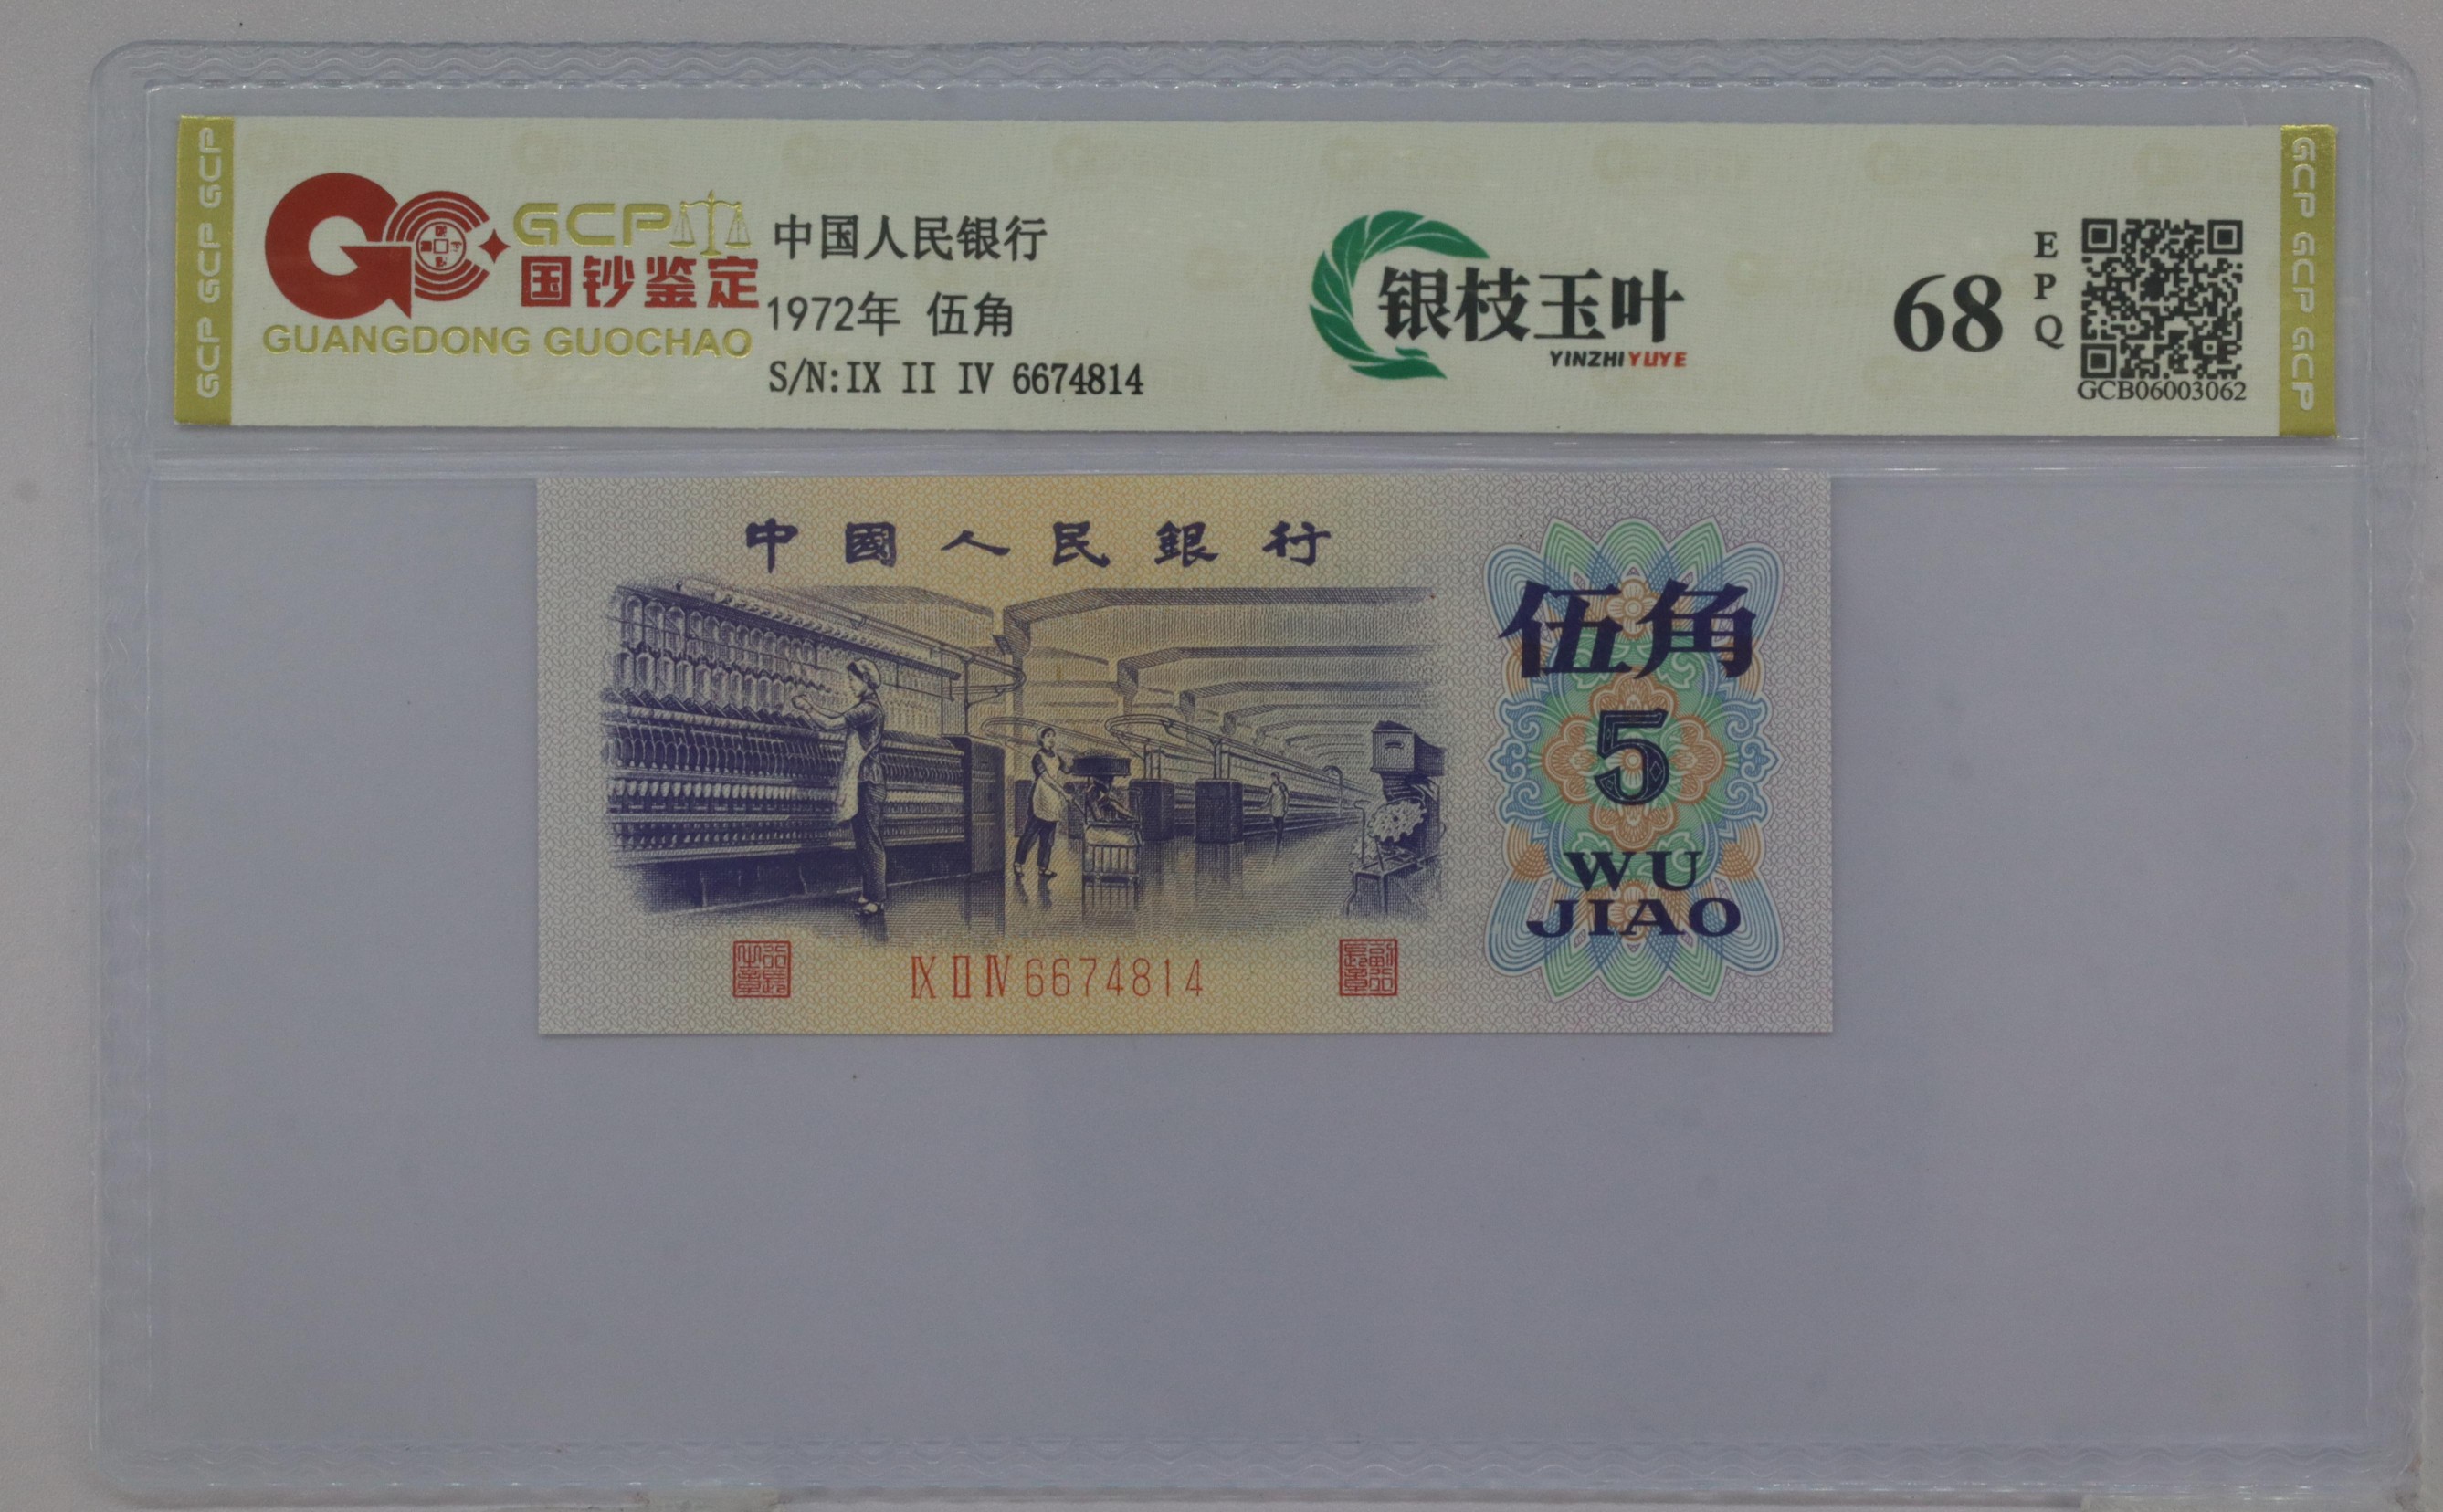 GCP GCP GCP
GCP
国钞鉴定
GUANGDONG GUOCHAO
中国人民银行
1972年 伍角
S/N:IX II IV 6674814
银枝玉叶
YINZHIYUYE
68
EPQ
GCB06003062
GCP GCP GCP
中國人民銀行
伍角
5
WU
JIAO
IX II IV 6674814